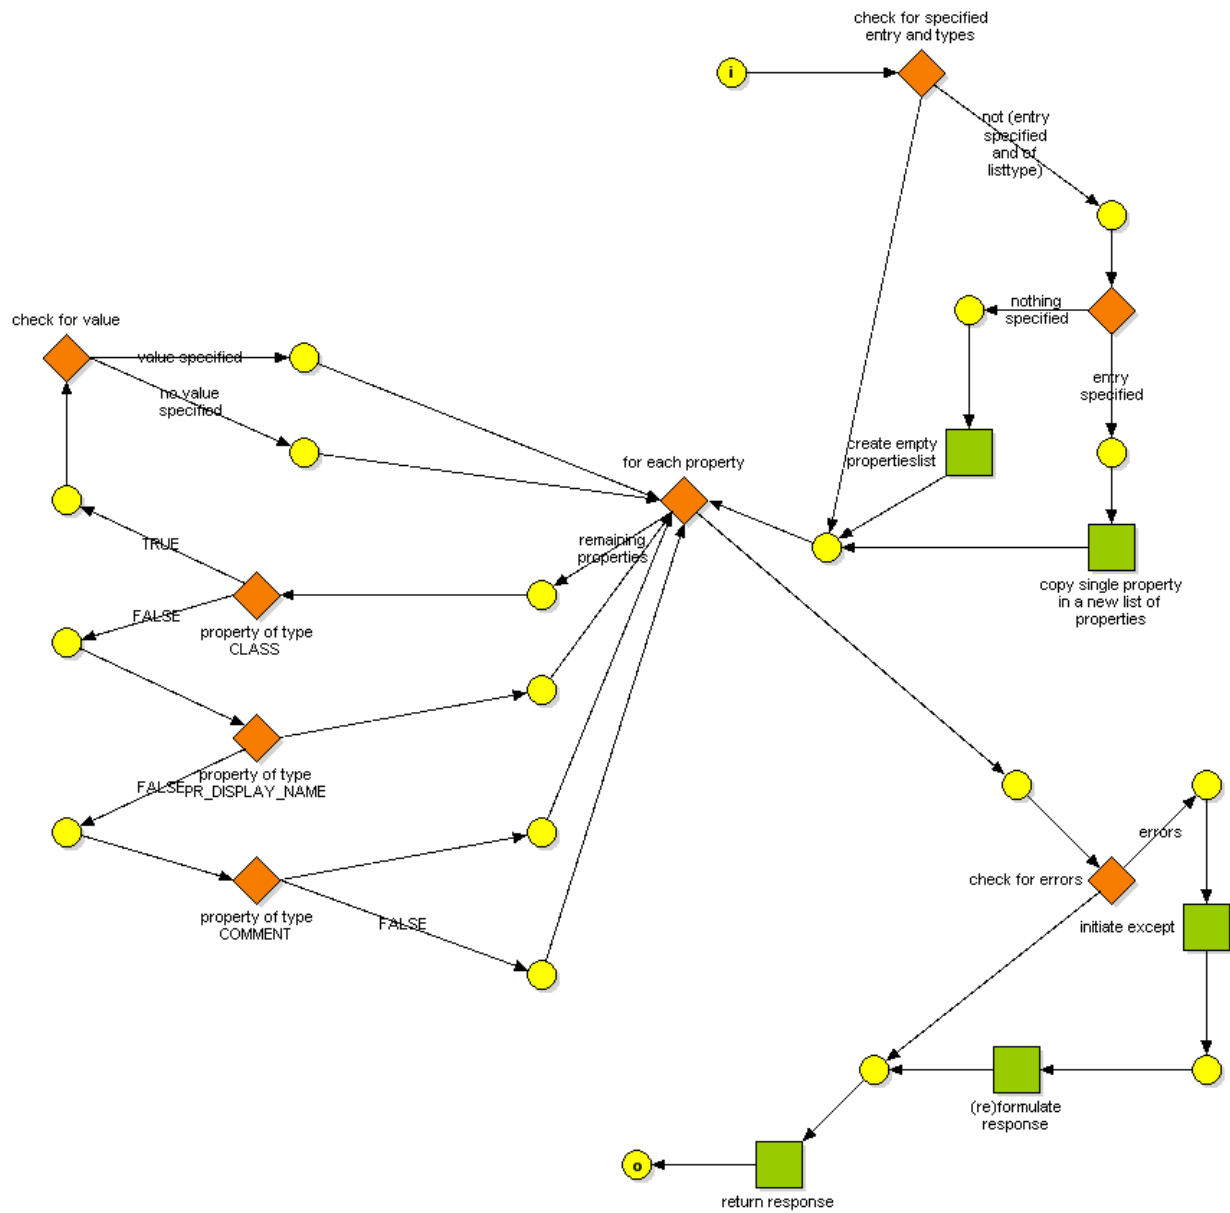 check for specified
entry and types
i
not (entry
specified
and of
listtype)
nothing
specified
check for value
value specified
entry
specified
no value
specified
create empty
propertieslist
for each property
TRUE
remaining
properties
copy single property
in a new list of
properties
FALSE
property of type
CLASS
property of type
FALSE
PR_DISPLAY_NAME
errors
check for errors
property of type
COMMENT
FALSE
initiate except
(re)formulate
response
o
return response